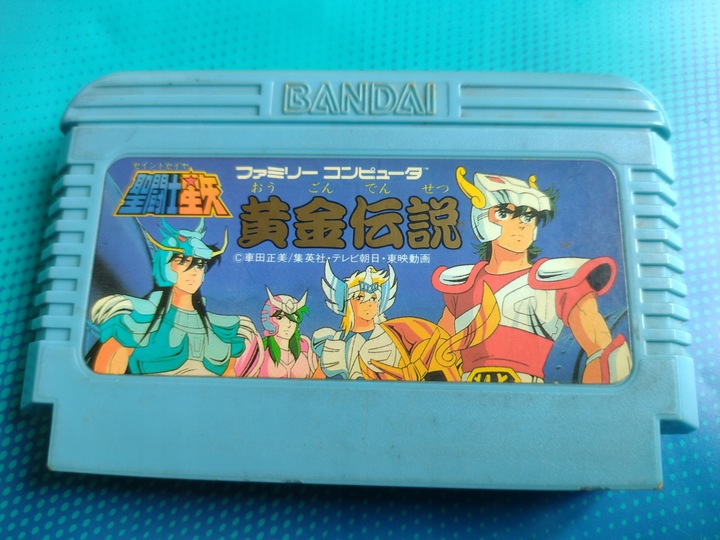 BANDAI
セイントセイヤ
聖闘士星矢
ファミリー コンピュータ™
おう ごん でん せつ
黄金伝説
©車田正美/集英社・テレビ朝日・東映動画